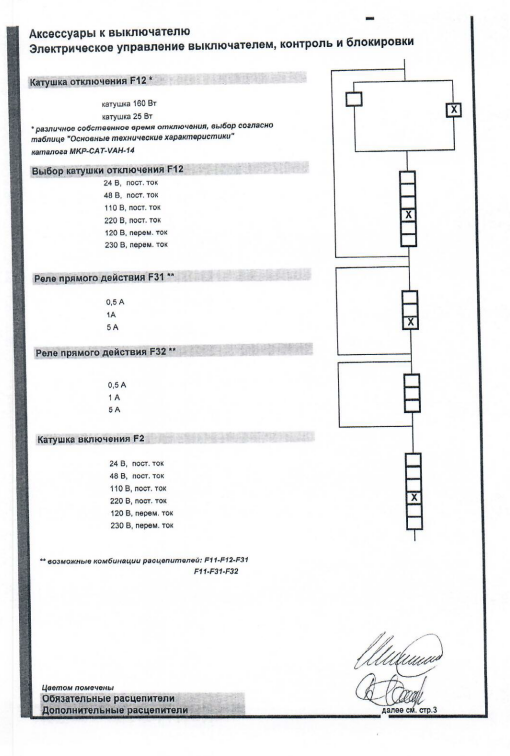 Аксессуары к выключателю
Электрическое управление выключателем, контроль и блокировки
Катушка отключения F12 *
катушка 160 Вт
катушка 25 Вт
X
* различное собственное время отключения, выбор согласно
таблице "Основные технические характеристики"
каталога MKP-CAT-VAH-14
Выбор катушки отключения F12
24 В, пост. ток
48 В, пост. ток
110 В, пост. ток
220 В, пост. ток
X
120 В, перем. ток
230 В, перем. ток
Реле прямого действия F31 **
0,5 А
1А
5 А
X
Реле прямого действия F32 **
0,5 А
1 А
5 А
Катушка включения F2
24 В, пост. ток
48 В, пост. ток
110 В, пост. ток
220 В, пост. ток
X
120 В, перем. ток
230 В, перем. ток
** возможные комбинации расцепителей: F11-F12-F31
F11-F31-F32
Цветом помечены
Обязательные расцепители
Дополнительные расцепители
далее см. стр.3